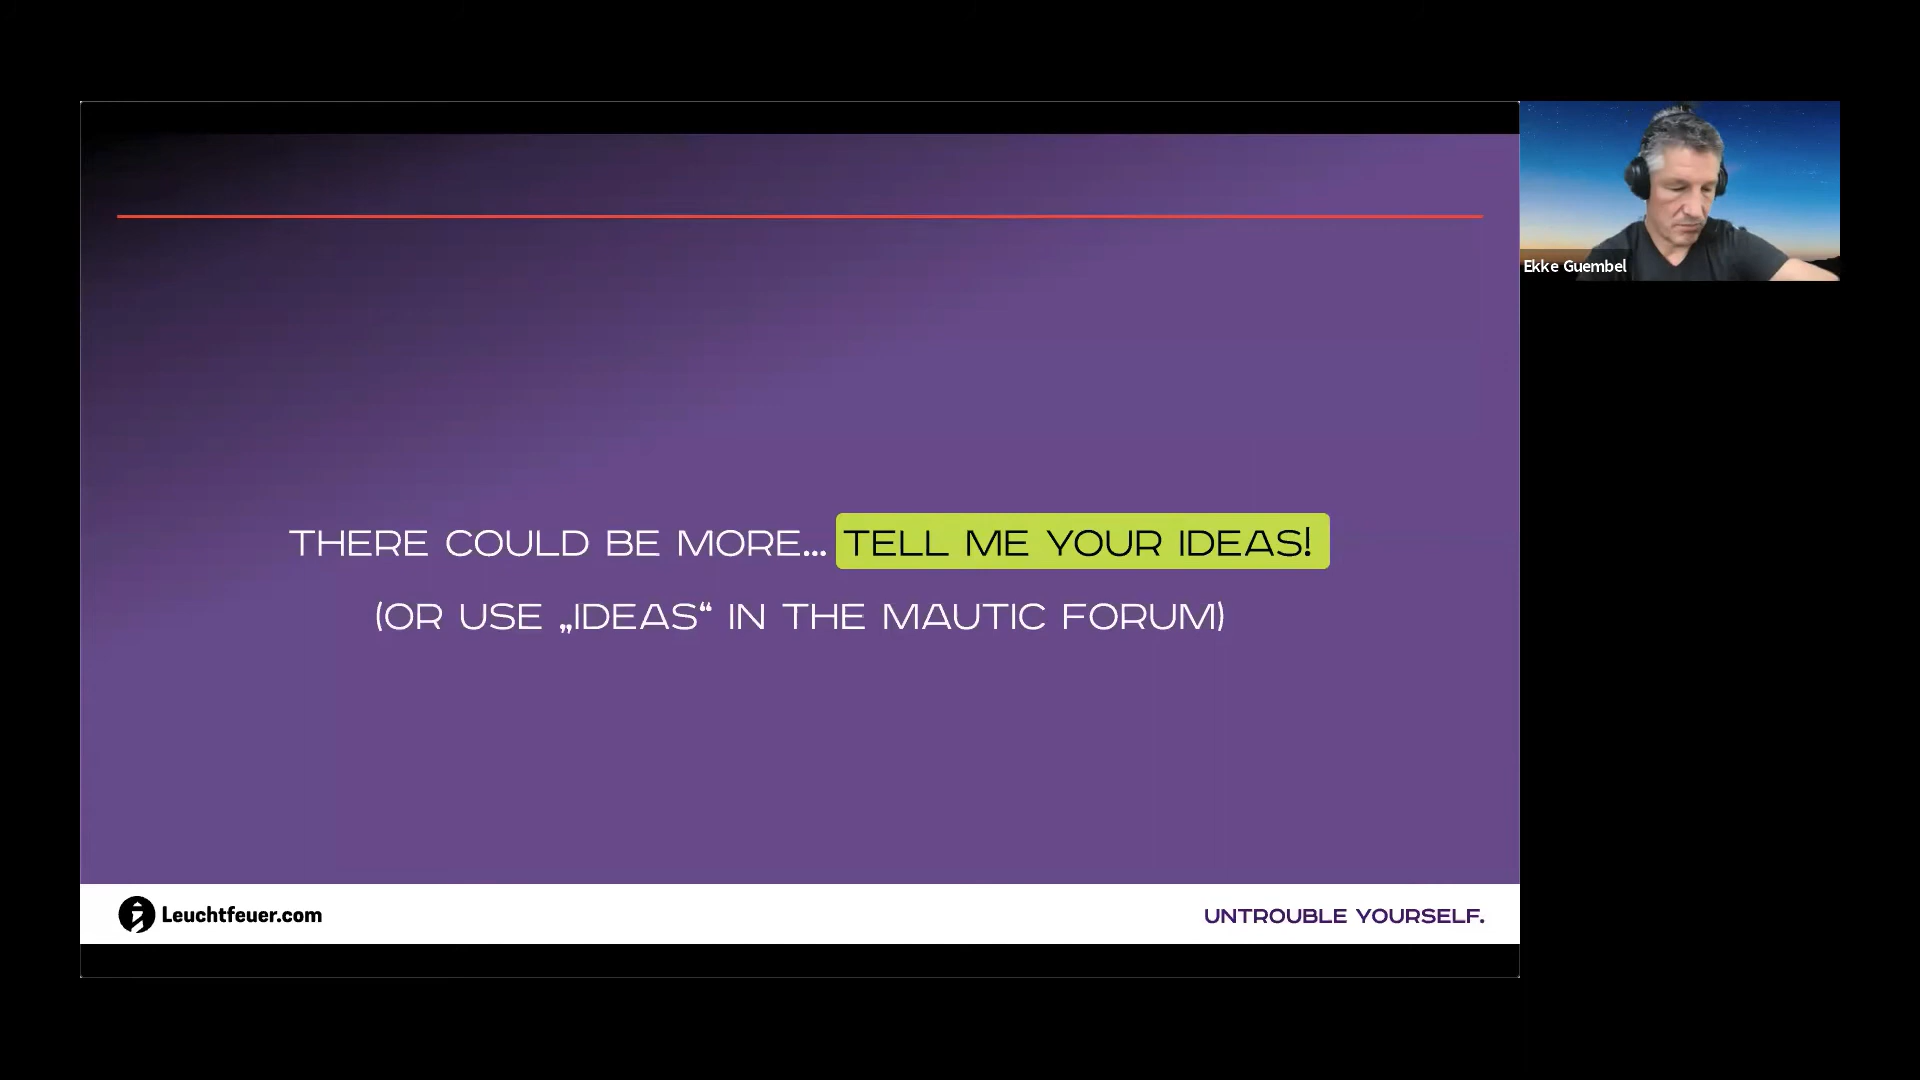 THERE COULD BE MORE... TELL ME YOUR IDEAS!
(OR USE „IDEAS“ IN THE MAUTIC FORUM)
Leuchtfeuer.com
UNTROUBLE YOURSELF.
Ekke Guembel